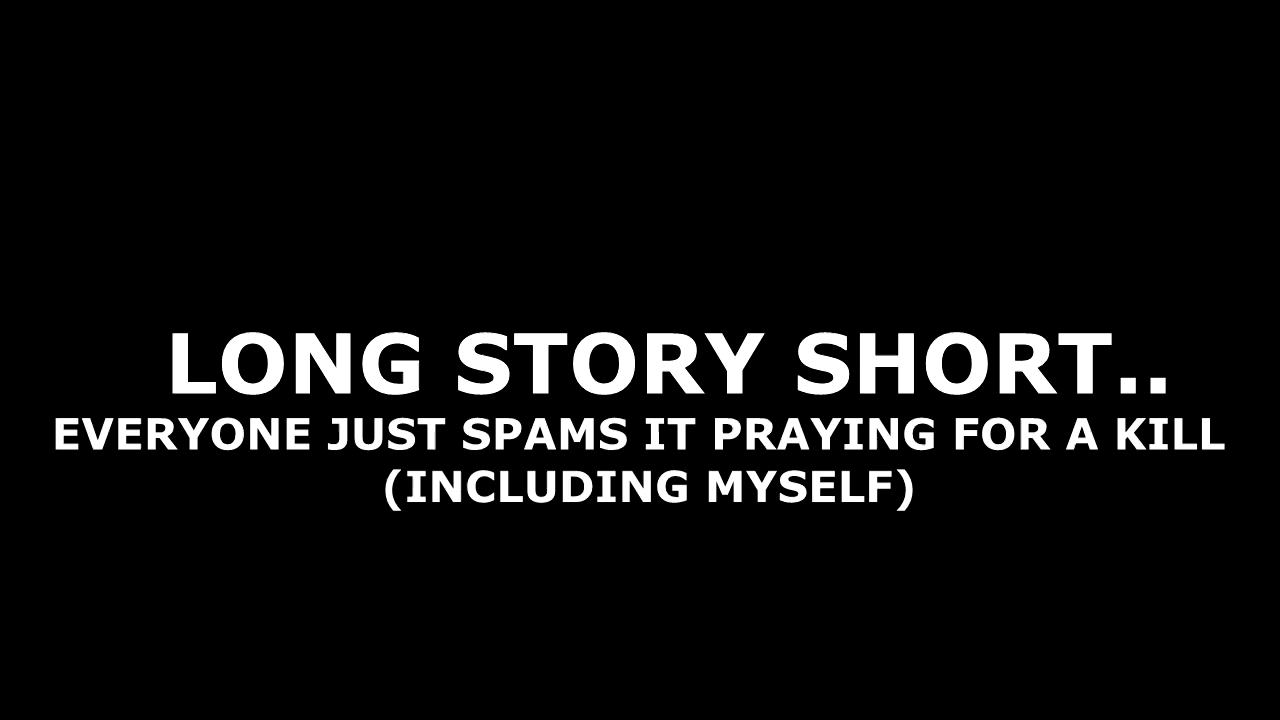 LONG STORY SHORT..
EVERYONE JUST SPAMS IT PRAYING FOR A KILL
(INCLUDING MYSELF)